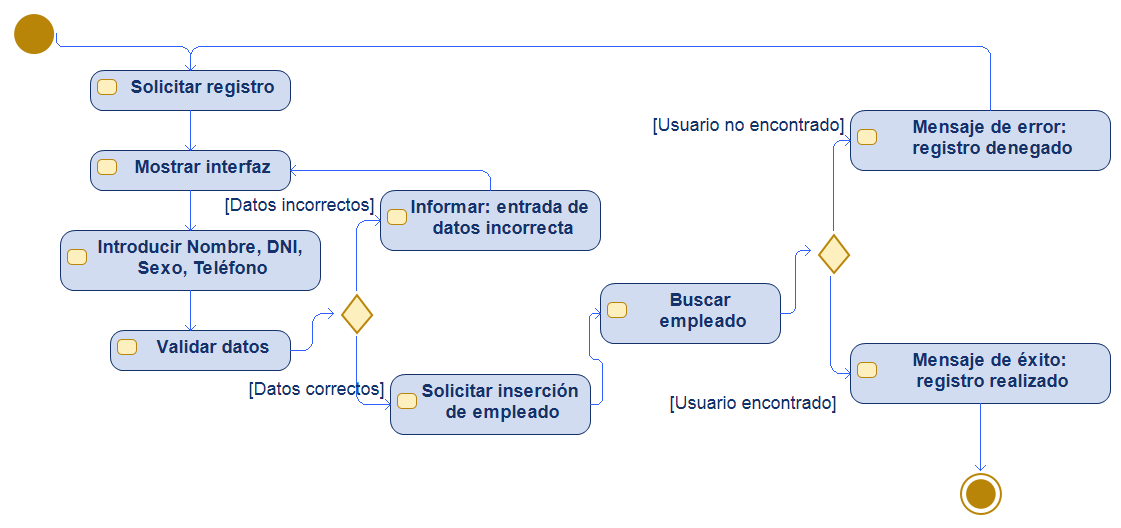 Solicitar registro
Mostrar interfaz
Introducir Nombre, DNI,
Sexo, Teléfono
Validar datos
[Datos incorrectos]
Informar: entrada de
datos incorrecta
[Datos correctos]
Solicitar inserción
de empleado
Buscar
empleado
[Usuario no encontrado]
Mensaje de error:
registro denegado
[Usuario encontrado]
Mensaje de éxito:
registro realizado